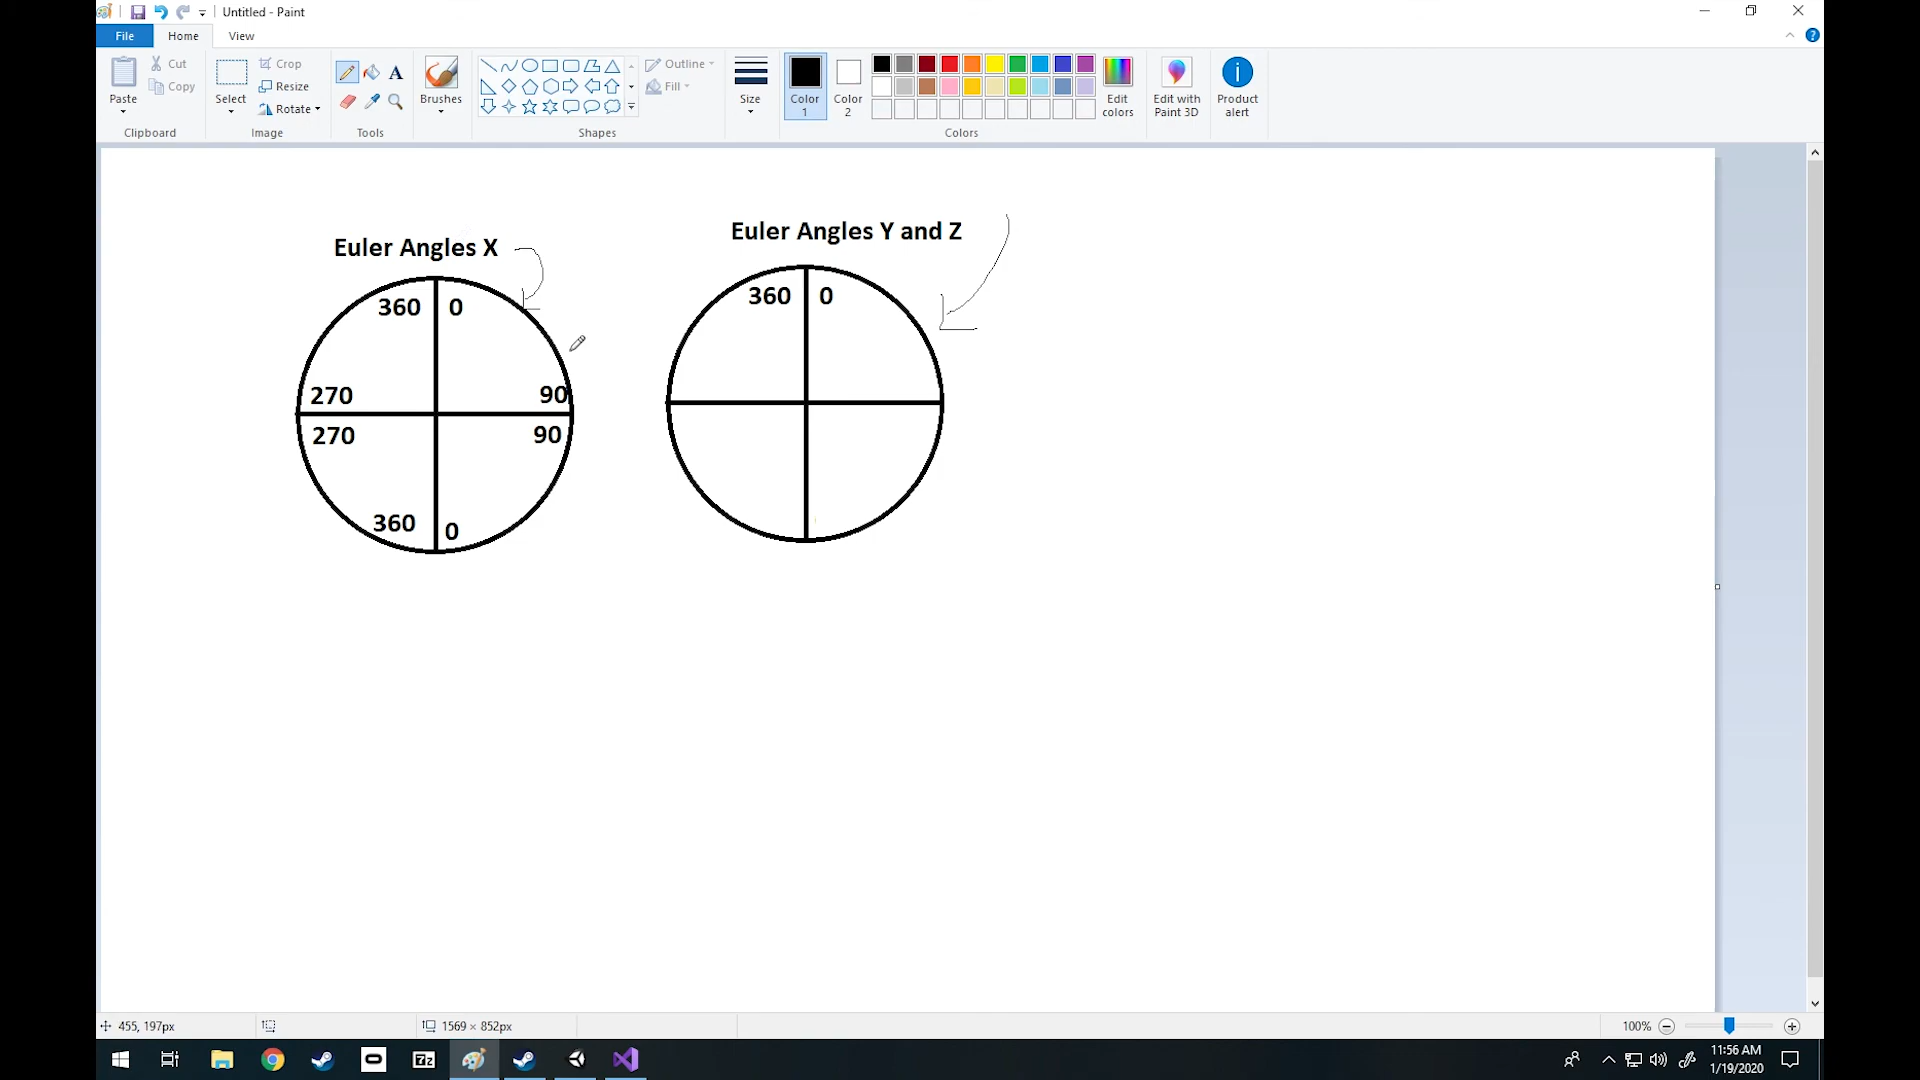 Untitled - Paint
File Home View
Paste
Cut
Copy
Clipboard
Select
Crop
Resize
Rotate
Image
A
Tools
Brushes
Shapes
Outline
Fill
Size
Color 1
Color 2
Colors
Edit colors
Edit with Paint 3D
Product alert
Euler Angles X
360 0
270 90
270 90
360 0
Euler Angles Y and Z
360 0
455, 197px
1569 × 852px
100%
7z
11:56 AM
1/19/2020